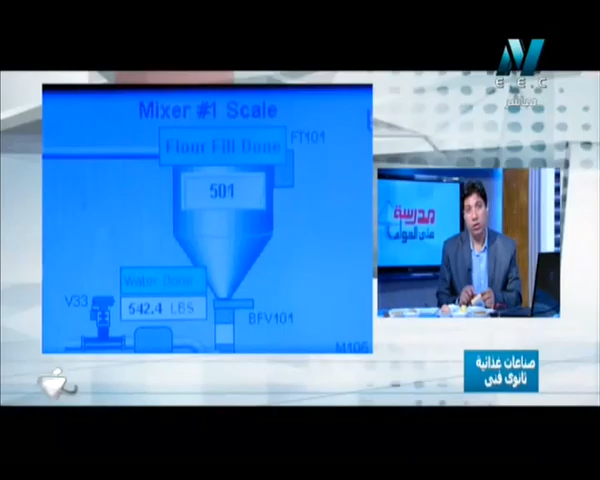 E.E.C
مباشر
Mixer #1 Scale
Flour Fill Done
FT101
501
Water Done
542.4 LBS
V33
BFV101
M106
مدرسة
على الهواء
صناعات غذائية
ثانوى فنى